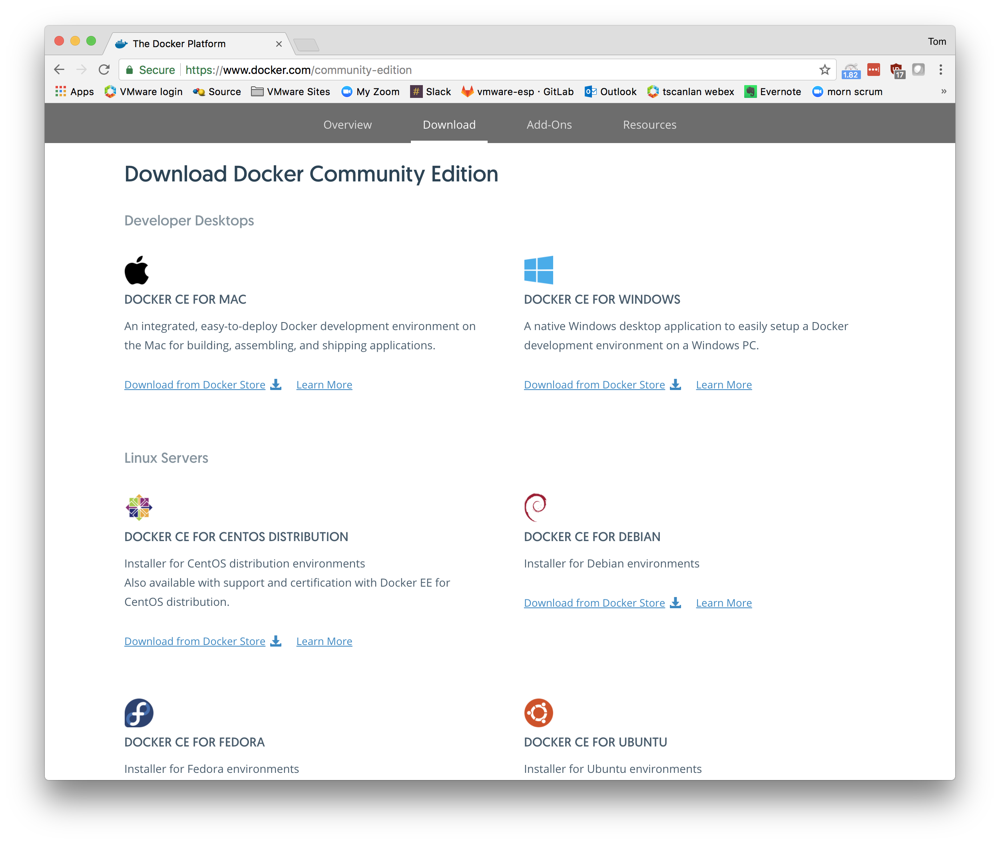 The Docker Platform
Tom
Secure https://www.docker.com/community-edition
1.82
17
Apps VMware login Source VMware Sites My Zoom Slack vmware-esp · GitLab Outlook tscanlan webex Evernote morn scrum »
Overview Download Add-Ons Resources
Download Docker Community Edition
Developer Desktops
DOCKER CE FOR MAC
An integrated, easy-to-deploy Docker development environment on
the Mac for building, assembling, and shipping applications.
Download from Docker Store Learn More
DOCKER CE FOR WINDOWS
A native Windows desktop application to easily setup a Docker
development environment on a Windows PC.
Download from Docker Store Learn More
Linux Servers
DOCKER CE FOR CENTOS DISTRIBUTION
Installer for CentOS distribution environments
Also available with support and certification with Docker EE for
CentOS distribution.
Download from Docker Store Learn More
DOCKER CE FOR DEBIAN
Installer for Debian environments
Download from Docker Store Learn More
DOCKER CE FOR FEDORA
Installer for Fedora environments
DOCKER CE FOR UBUNTU
Installer for Ubuntu environments